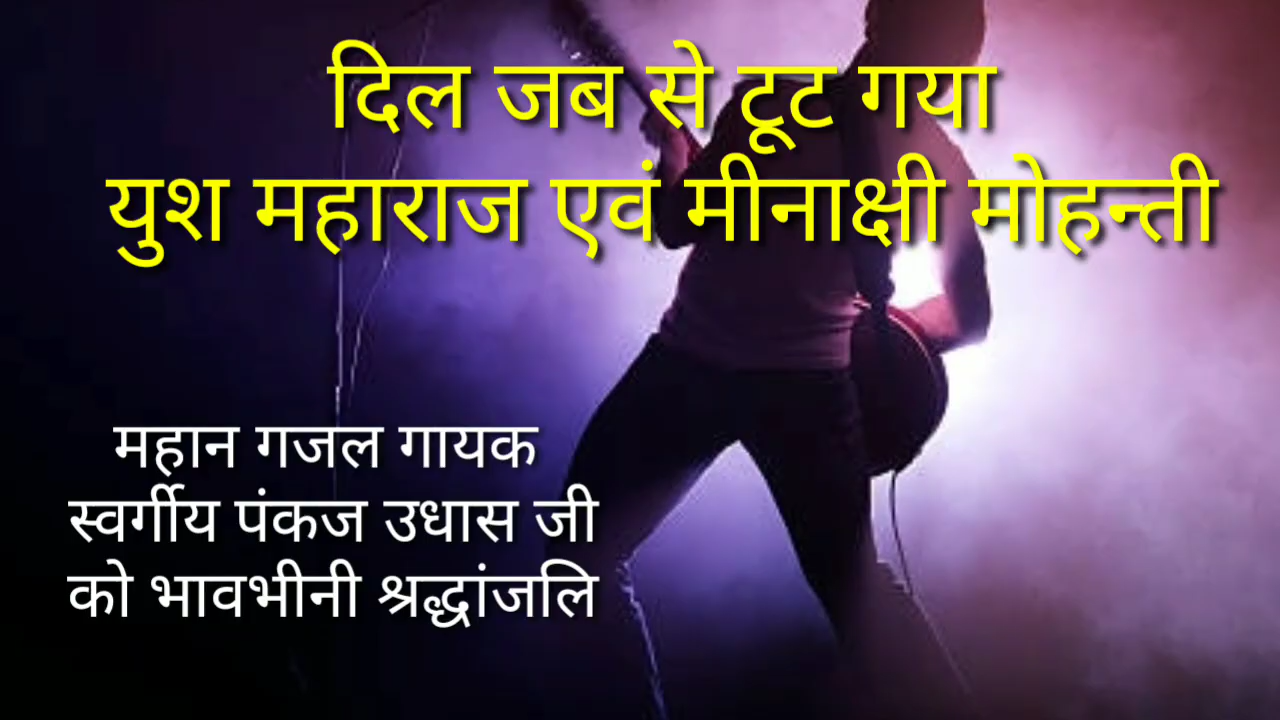 दिल जब से टूट गया
युश महाराज एवं मीनाक्षी मोहन्ती
महान गजल गायक
स्वर्गीय पंकज उधास जी
को भावभीनी श्रद्धांजलि